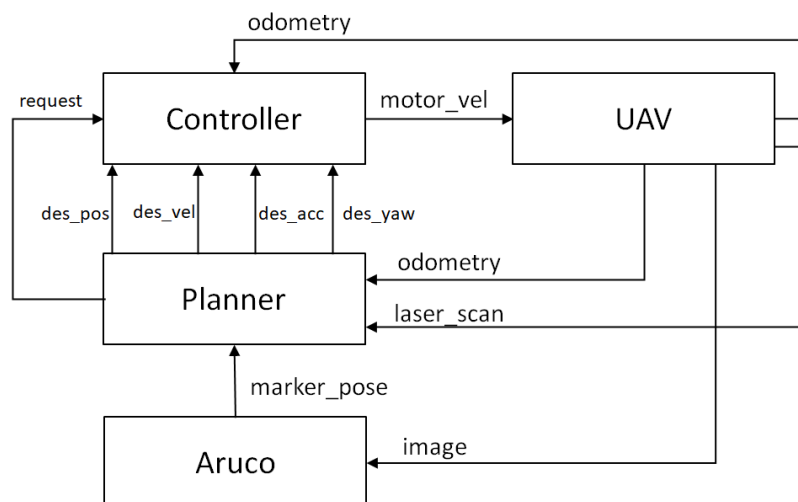 odometry
request
Controller
motor_vel
UAV
des_pos
des_vel
des_acc
des_yaw
odometry
Planner
laser_scan
marker_pose
Aruco
image